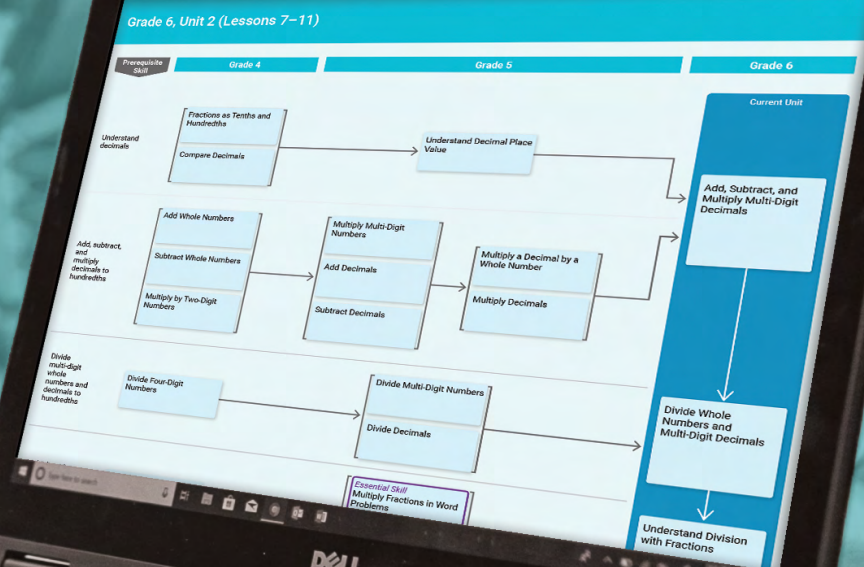 Grade 6, Unit 2 (Lessons 7–11)
Prerequisite
Skill
Grade 4
Grade 5
Grade 6
Current Unit
Understand
decimals
Fractions as Tenths and
Hundredths
Compare Decimals
Understand Decimal Place
Value
Add, Subtract, and
Multiply Multi-Digit
Decimals
Add, subtract,
and
multiply
decimals to
hundredths
Add Whole Numbers
Subtract Whole Numbers
Multiply by Two-Digit
Numbers
Multiply Multi-Digit
Numbers
Add Decimals
Subtract Decimals
Multiply a Decimal by a
Whole Number
Multiply Decimals
Divide
multi-digit
whole
numbers and
decimals to
hundredths
Divide Four-Digit
Numbers
Divide Multi-Digit Numbers
Divide Decimals
Divide Whole
Numbers and
Multi-Digit Decimals
Essential Skill
Multiply Fractions in Word
Problems
Understand Division
with Fractions
Type here to search
DELL